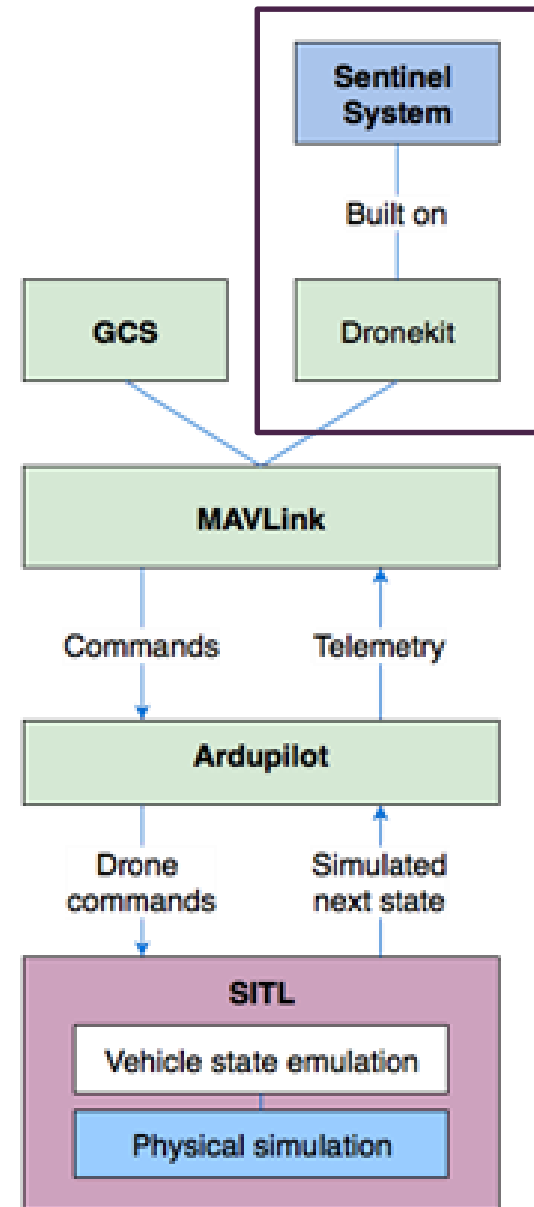 Sentinel
System
Built on
GCS
Dronekit
MAVLink
Commands
Telemetry
Ardupilot
Drone
commands
Simulated
next state
SITL
Vehicle state emulation
Physical simulation